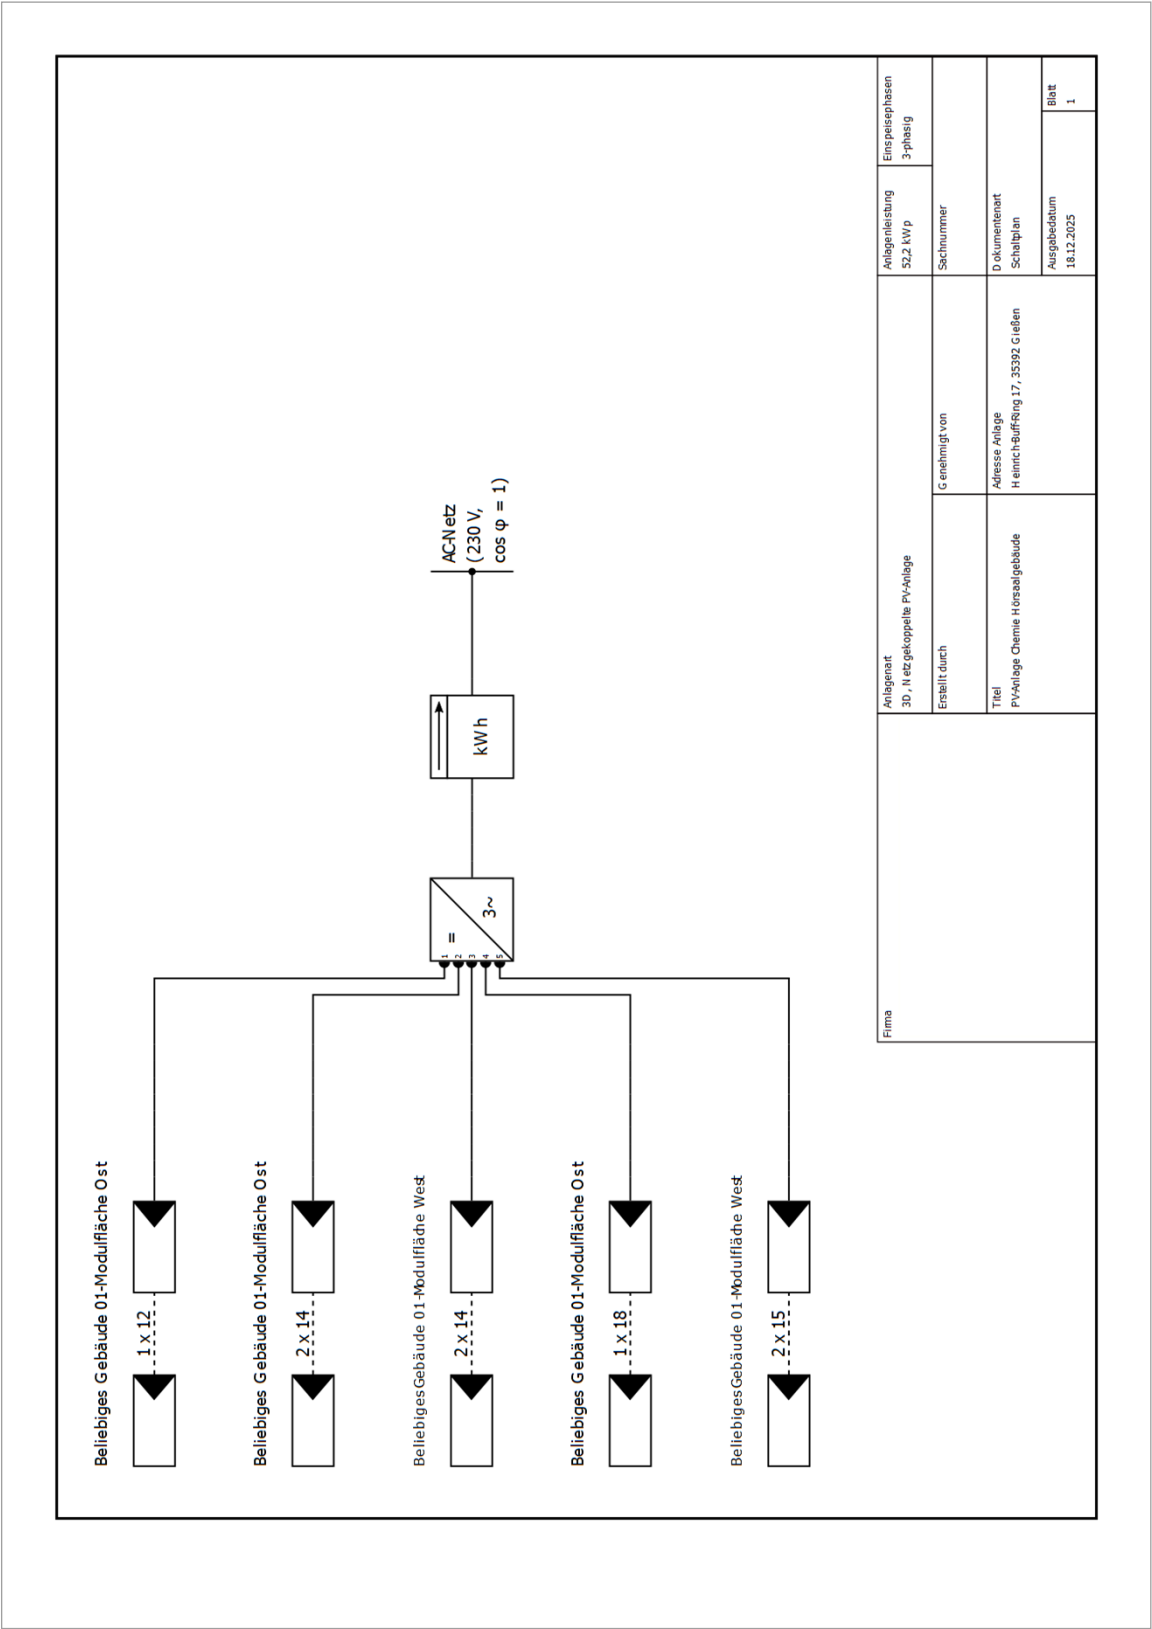 Beliebiges Gebäude 01-Modulfläche Ost
1 x 12
Beliebiges Gebäude 01-Modulfläche Ost
2 x 14
Beliebiges Gebäude 01-Modulfläche West
2 x 14
Beliebiges Gebäude 01-Modulfläche Ost
1 x 18
Beliebiges Gebäude 01-Modulfläche West
2 x 15
1
2
3
4
5
=
3~
kWh
AC-Netz
(230 V,
cos φ = 1)
Firma
Anlagenart
3D, Netzgekoppelte PV-Anlage
Anlagenleistung
52,2 kWp
Einspeisephasen
3-phasig
Erstellt durch
Genehmigt von
Sachnummer
Titel
PV-Anlage Chemie Hörsaalgebäude
Adresse Anlage
Heinrich-Buff-Ring 17, 35392 Gießen
Dokumentenart
Schaltplan
Ausgabedatum
18.12.2025
Blatt
1